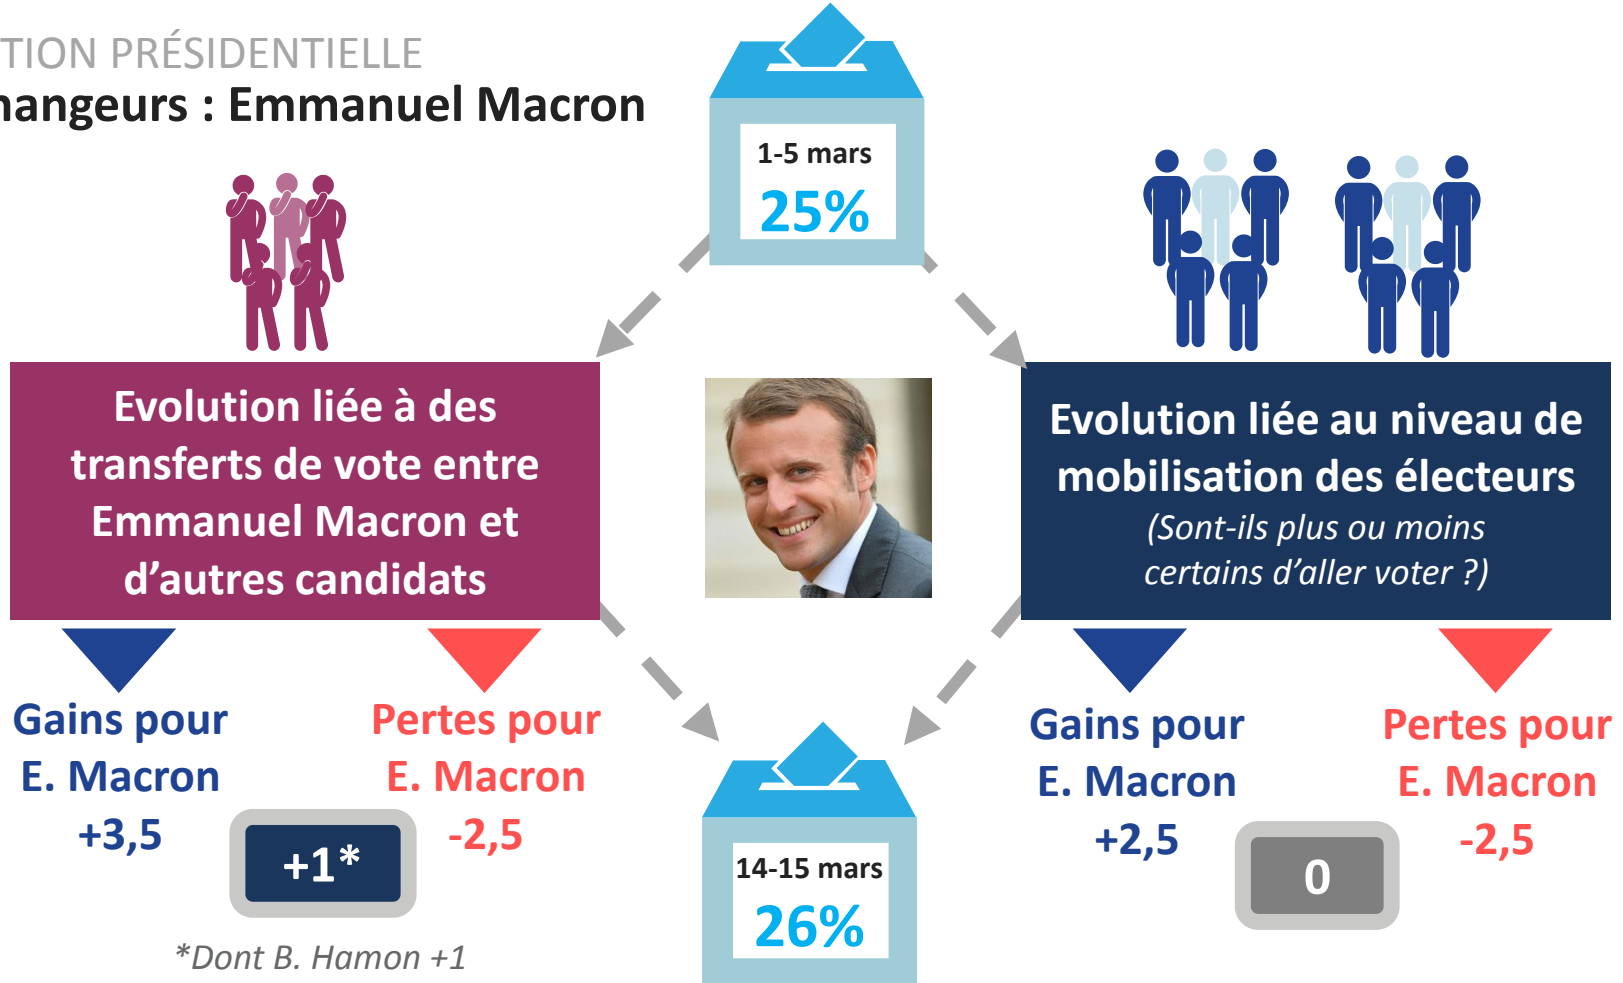 TION PRÉSIDENTIELLE
hangeurs : Emmanuel Macron
1-5 mars
25%
Evolution liée à des
transferts de vote entre
Emmanuel Macron et
d’autres candidats
Evolution liée au niveau de
mobilisation des électeurs
(Sont-ils plus ou moins
certains d’aller voter ?)
Gains pour
E. Macron
+3,5
Pertes pour
E. Macron
-2,5
+1*
*Dont B. Hamon +1
14-15 mars
26%
Gains pour
E. Macron
+2,5
Pertes pour
E. Macron
-2,5
0